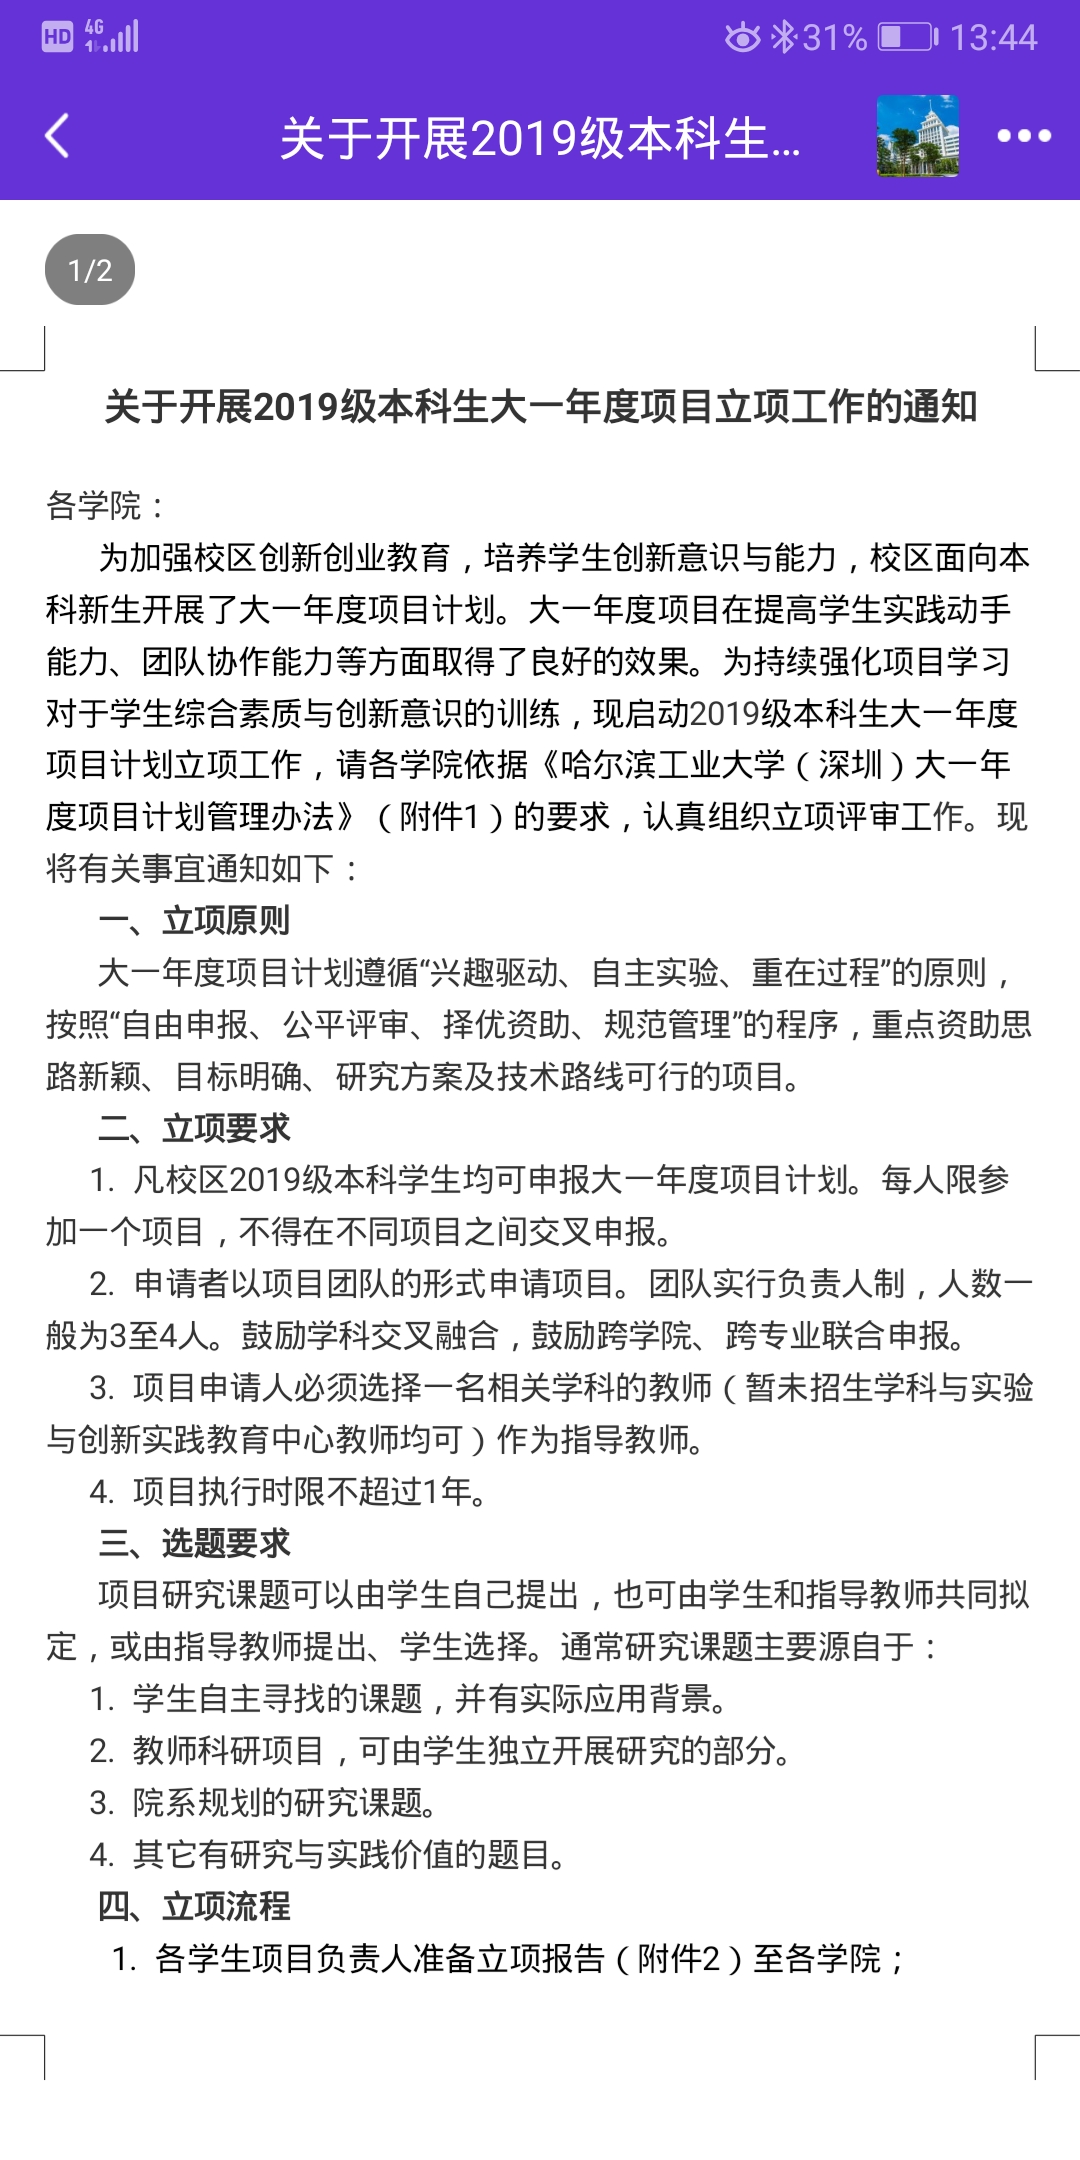 HD 4G 31% 13:44
关于开展2019级本科生...
1/2
关于开展2019级本科生大一年度项目立项工作的通知
各学院：
为加强校区创新创业教育，培养学生创新意识与能力，校区面向本
科新生开展了大一年度项目计划。大一年度项目在提高学生实践动手
能力、团队协作能力等方面取得了良好的效果。为持续强化项目学习
对于学生综合素质与创新意识的训练，现启动2019级本科生大一年度
项目计划立项工作，请各学院依据《哈尔滨工业大学（深圳）大一年
度项目计划管理办法》（附件1）的要求，认真组织立项评审工作。现
将有关事宜通知如下：
一、立项原则
大一年度项目计划遵循“兴趣驱动、自主实验、重在过程”的原则，
按照“自由申报、公平评审、择优资助、规范管理”的程序，重点资助思
路新颖、目标明确、研究方案及技术路线可行的项目。
二、立项要求
1. 凡校区2019级本科学生均可申报大一年度项目计划。每人限参
加一个项目，不得在不同项目之间交叉申报。
2. 申请者以项目团队的形式申请项目。团队实行负责人制，人数一
般为3至4人。鼓励学科交叉融合，鼓励跨学院、跨专业联合申报。
3. 项目申请人必须选择一名相关学科的教师（暂未招生学科与实验
与创新实践教育中心教师均可）作为指导教师。
4. 项目执行时限不超过1年。
三、选题要求
项目研究课题可以由学生自己提出，也可由学生和指导教师共同拟
定，或由指导教师提出、学生选择。通常研究课题主要源自于：
1. 学生自主寻找的课题，并有实际应用背景。
2. 教师科研项目，可由学生独立开展研究的部分。
3. 院系规划的研究课题。
4. 其它有研究与实践价值的题目。
四、立项流程
1. 各学生项目负责人准备立项报告（附件2）至各学院；